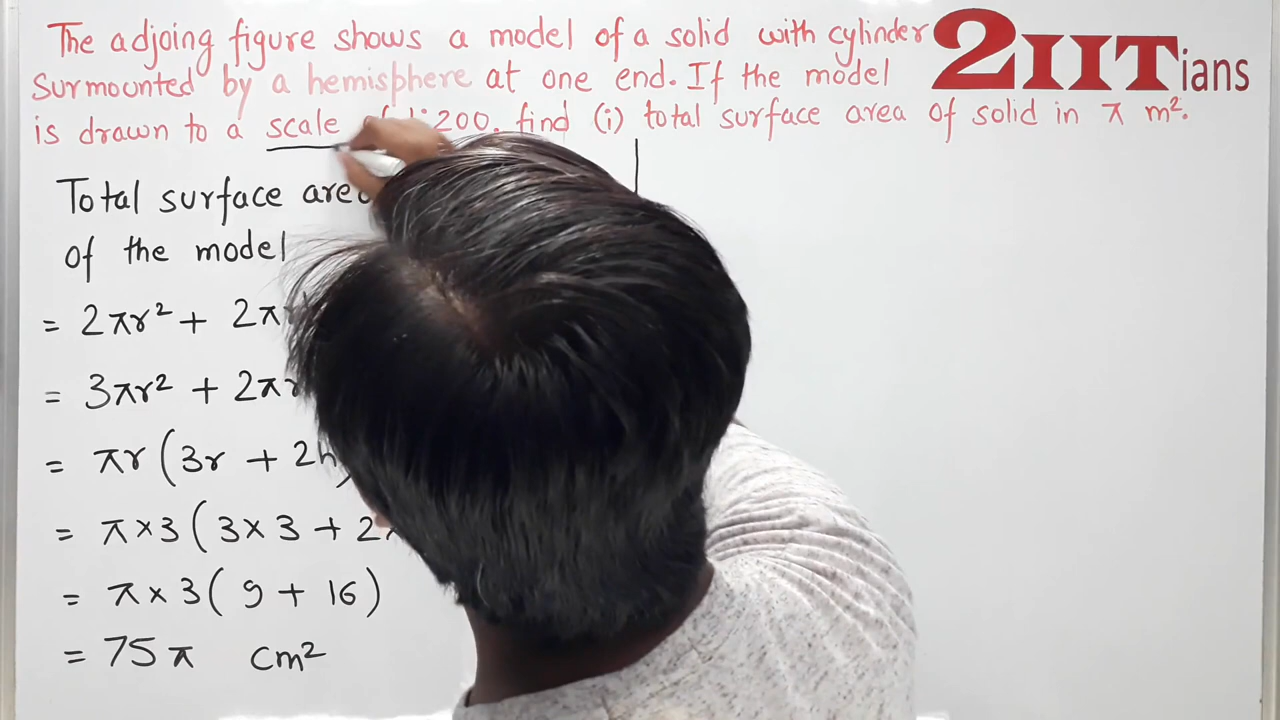 The adjoing figure shows a model of a solid with cylinder
surmounted by a hemisphere at one end. If the model
is drawn to a scale 1:200, find (i) total surface area of solid in π m².
2IITians
Total surface area
of the model
= 2πr² + 2π
= 3πr² + 2π
= πr (3r + 2h
= π×3 (3×3 + 2
= π×3 ( 9 + 16)
= 75π cm²